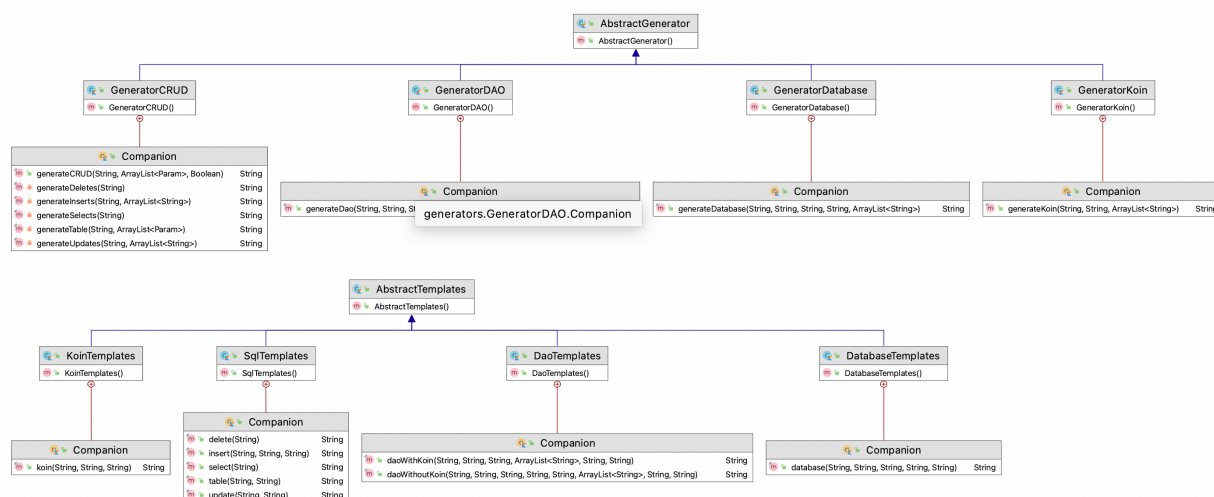 AbstractGenerator
AbstractGenerator()
GeneratorCRUD
GeneratorCRUD()
GeneratorDAO
GeneratorDAO()
GeneratorDatabase
GeneratorDatabase()
GeneratorKoin
GeneratorKoin()
Companion
generateCRUD(String, ArrayList<Param>, Boolean) String
generateDeletes(String) String
generateInserts(String, ArrayList<String>) String
generateSelects(String) String
generateTable(String, ArrayList<Param>) String
generateUpdates(String, ArrayList<String>) String
Companion
generateDao(String, String, St
generators.GeneratorDAO.Companion
Companion
generateDatabase(String, String, String, String, ArrayList<String>) String
Companion
generateKoin(String, String, ArrayList<String>) String
AbstractTemplates
AbstractTemplates()
KoinTemplates
KoinTemplates()
SqlTemplates
SqlTemplates()
DaoTemplates
DaoTemplates()
DatabaseTemplates
DatabaseTemplates()
Companion
koin(String, String, String) String
Companion
delete(String) String
insert(String, String, String) String
select(String) String
table(String, String) String
update(String, String) String
Companion
daoWithKoin(String, String, String, ArrayList<String>, String, String) String
daoWithoutKoin(String, String, String, String, String, ArrayList<String>, String, String) String
Companion
database(String, String, String, String, String) String